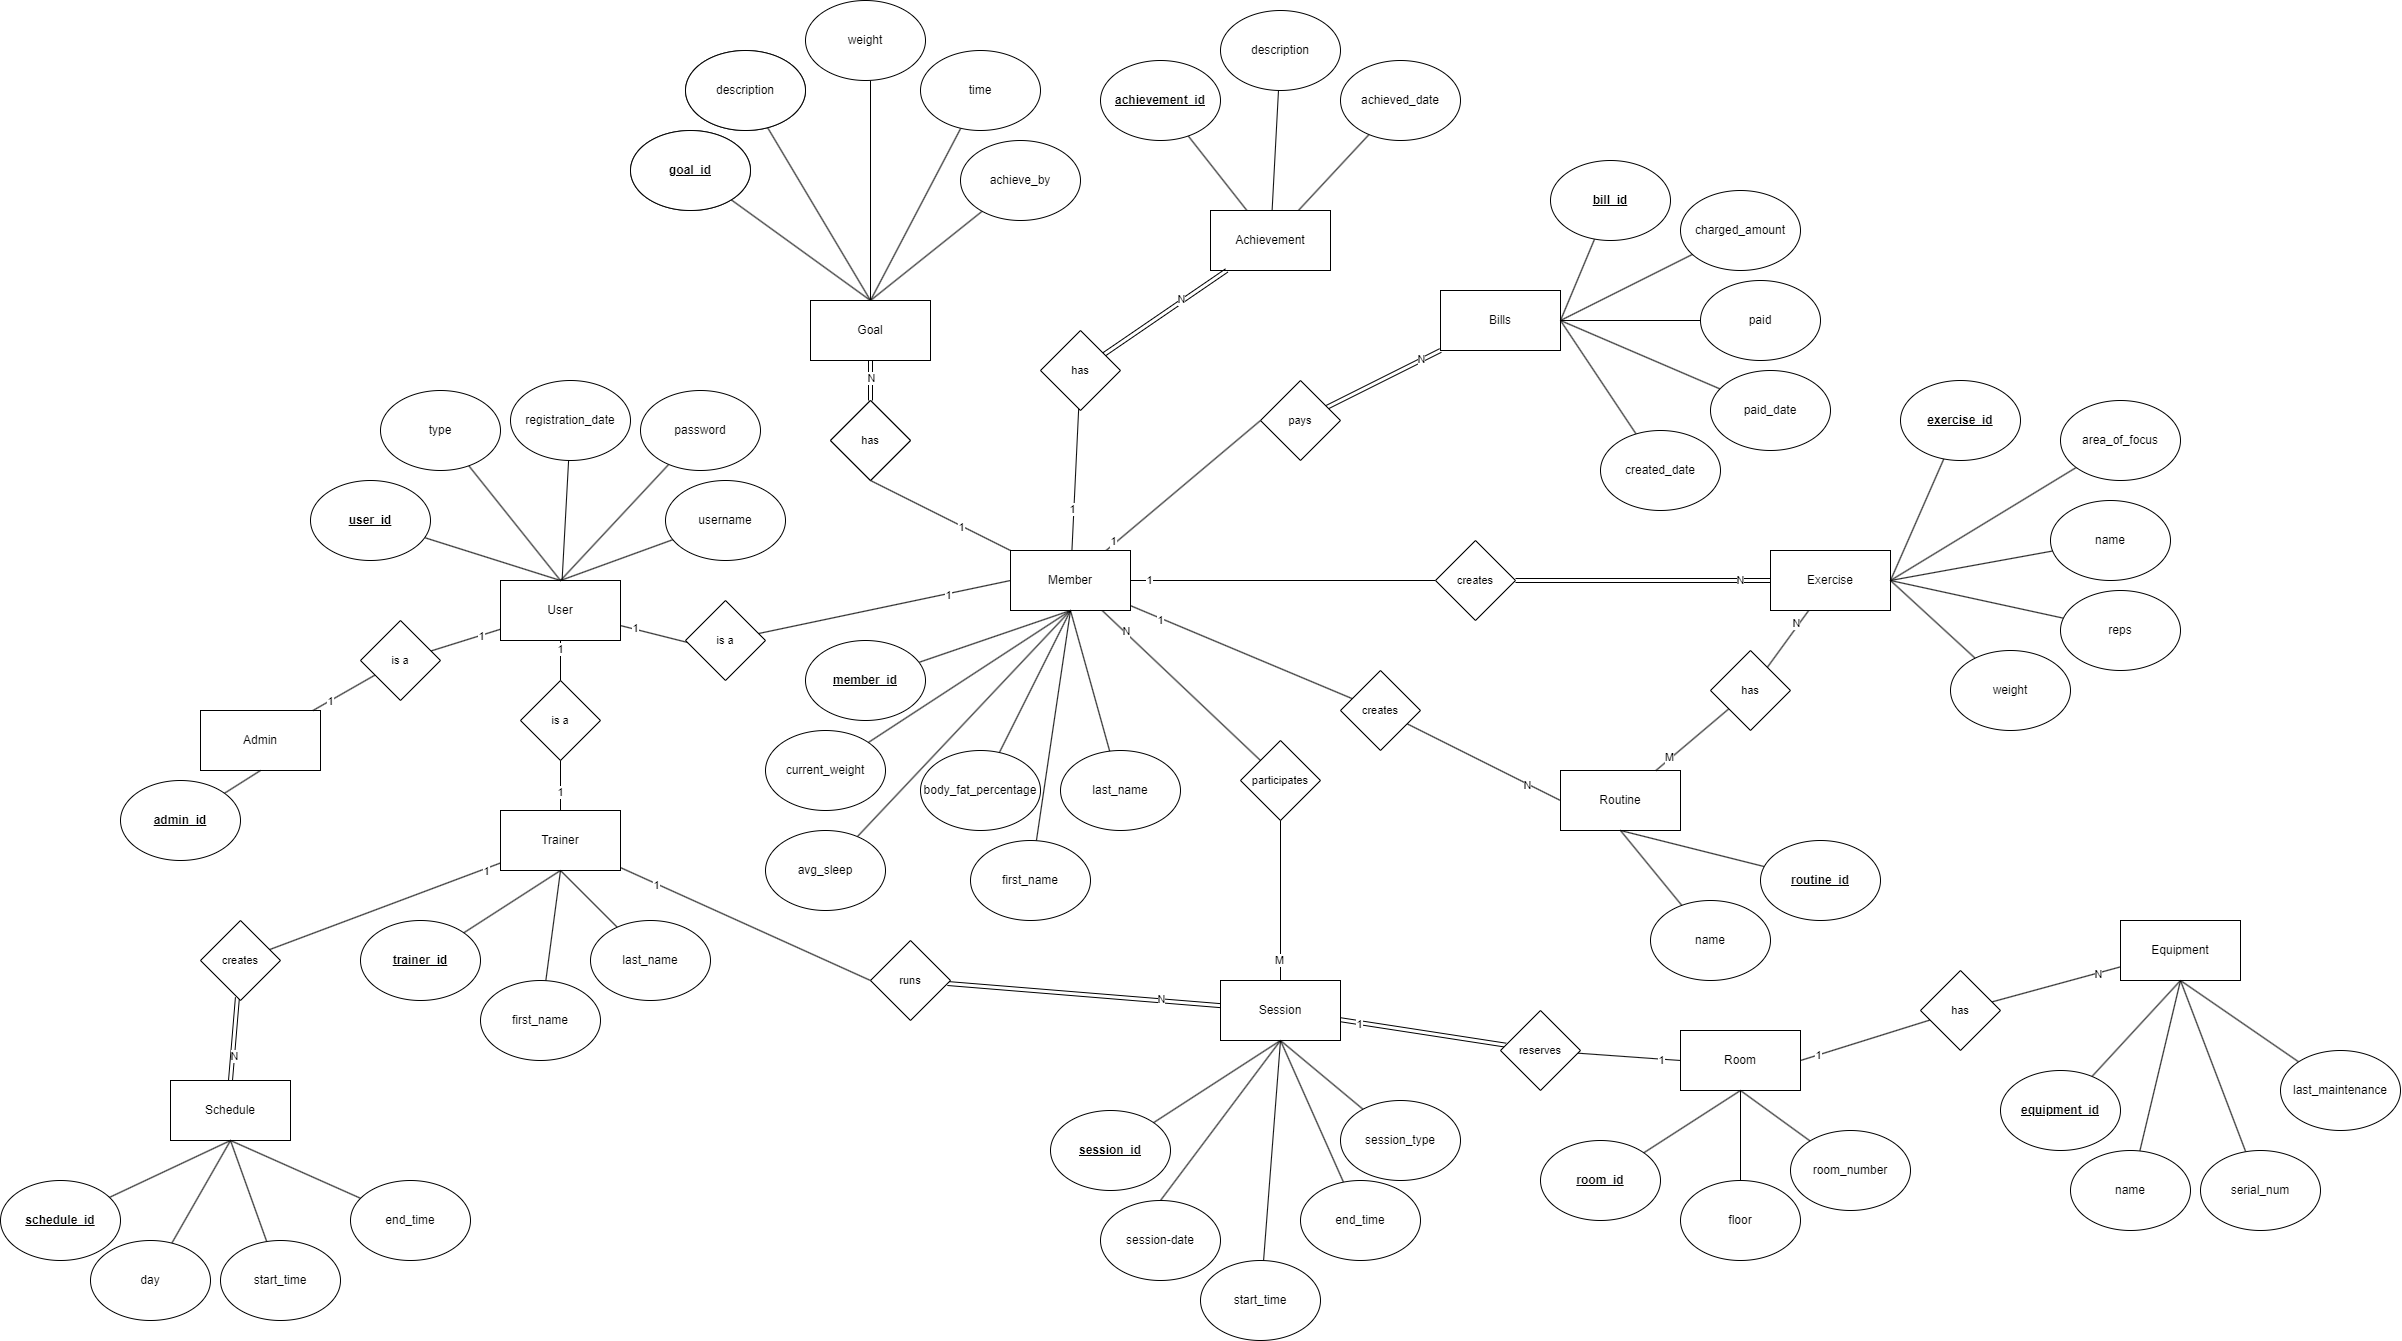 weight
description
description
time
achievement_id
achieved_date
goal_id
achieve_by
bill_id
charged_amount
Achievement
N
Goal
Bills
paid
N
N
has
paid_date
pays
exercise_id
area_of_focus
type
registration_date
password
has
created_date
user_id
username
1
1
1
name
User
Member
1
creates
N
Exercise
1
1
1
is a
1
N
1
N
reps
1
is a
member_id
has
weight
1
is a
creates
Admin
current_weight
participates
M
1
body_fat_percentage
last_name
N
Routine
admin_id
Trainer
1
1
avg_sleep
first_name
routine_id
creates
trainer_id
last_name
name
Equipment
M
runs
N
has
N
first_name
Session
1
reserves
1
Room
1
N
Schedule
session_id
session_type
equipment_id
last_maintenance
room_id
room_number
schedule_id
end_time
session-date
end_time
floor
name
serial_num
day
start_time
start_time